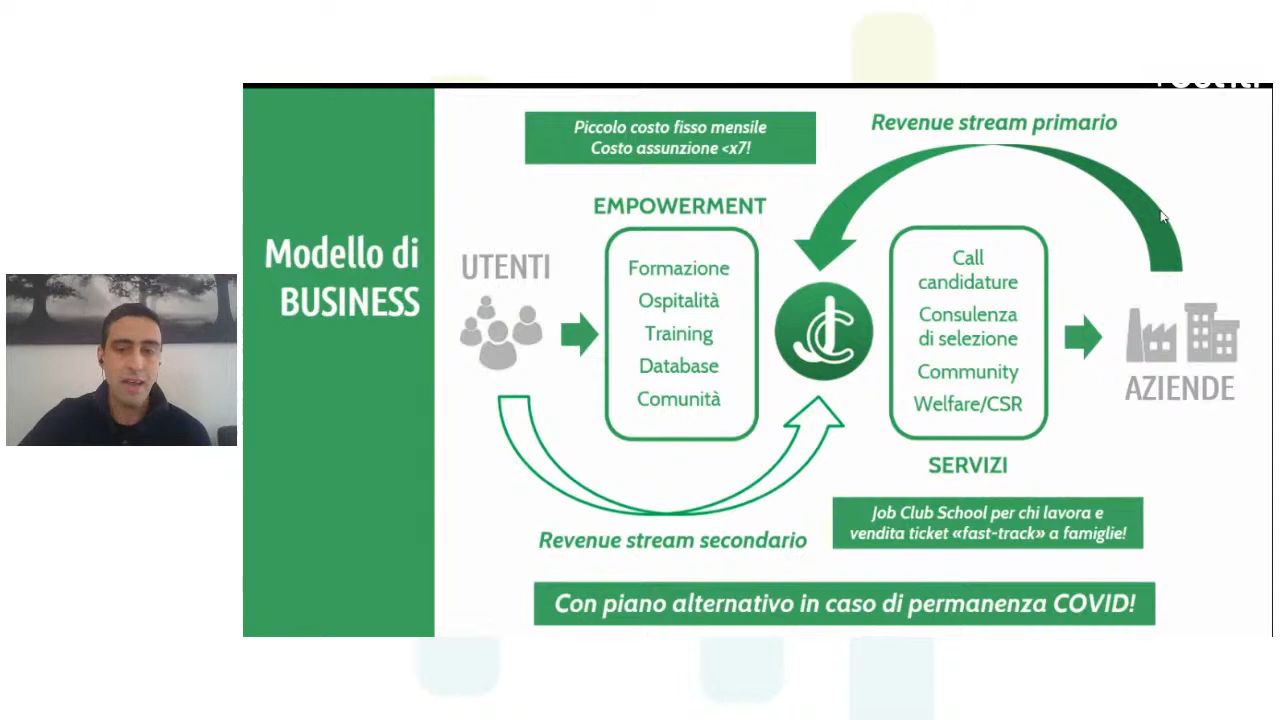 Modello di
BUSINESS
Piccolo costo fisso mensile
Costo assunzione <x7!
Revenue stream primario
EMPOWERMENT
UTENTI
Formazione
Ospitalità
Training
Database
Comunità
JC
Call
candidature
Consulenza
di selezione
Community
Welfare/CSR
SERVIZI
AZIENDE
Revenue stream secondario
Job Club School per chi lavora e
vendita ticket «fast-track» a famiglie!
Con piano alternativo in caso di permanenza COVID!